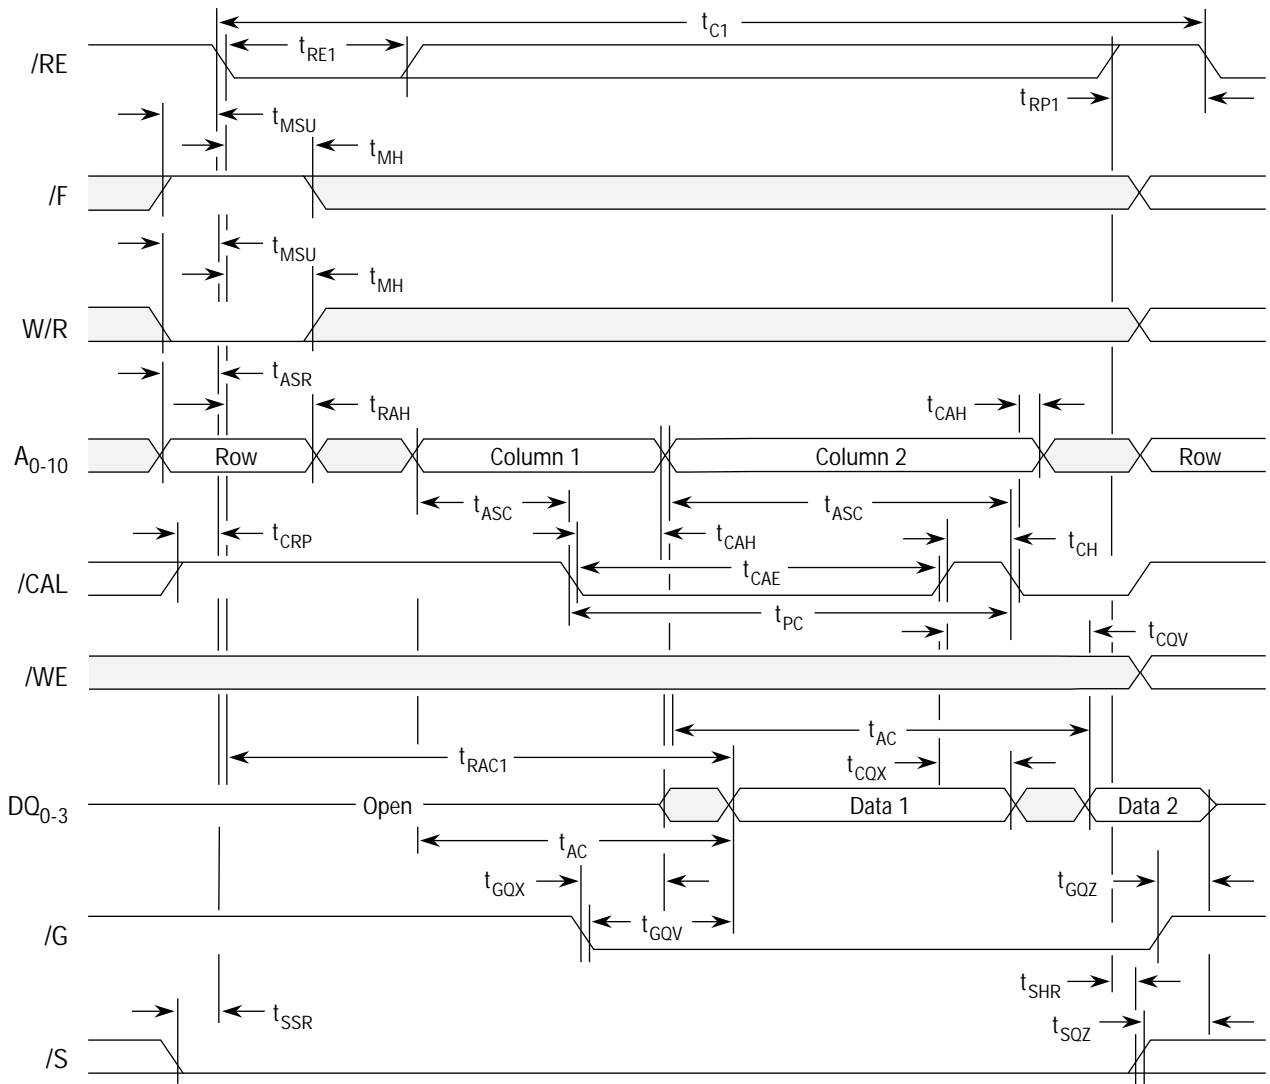 t_C1
t_RE1
/RE
t_RP1
t_MSU
t_MH
/F
t_MSU
t_MH
W/R
t_ASR
t_RAH
t_CAH
A_0-10 Row Column 1 Column 2 Row
t_ASC t_ASC
t_CRP t_CAH t_CH
/CAL t_CAE
t_PC
t_CQV
/WE
t_AC
t_RAC1 t_CQX
DQ_0-3 Open Data 1 Data 2
t_AC
t_GQX t_GQZ
/G t_GQV
t_SHR
t_SSR t_SQZ
/S